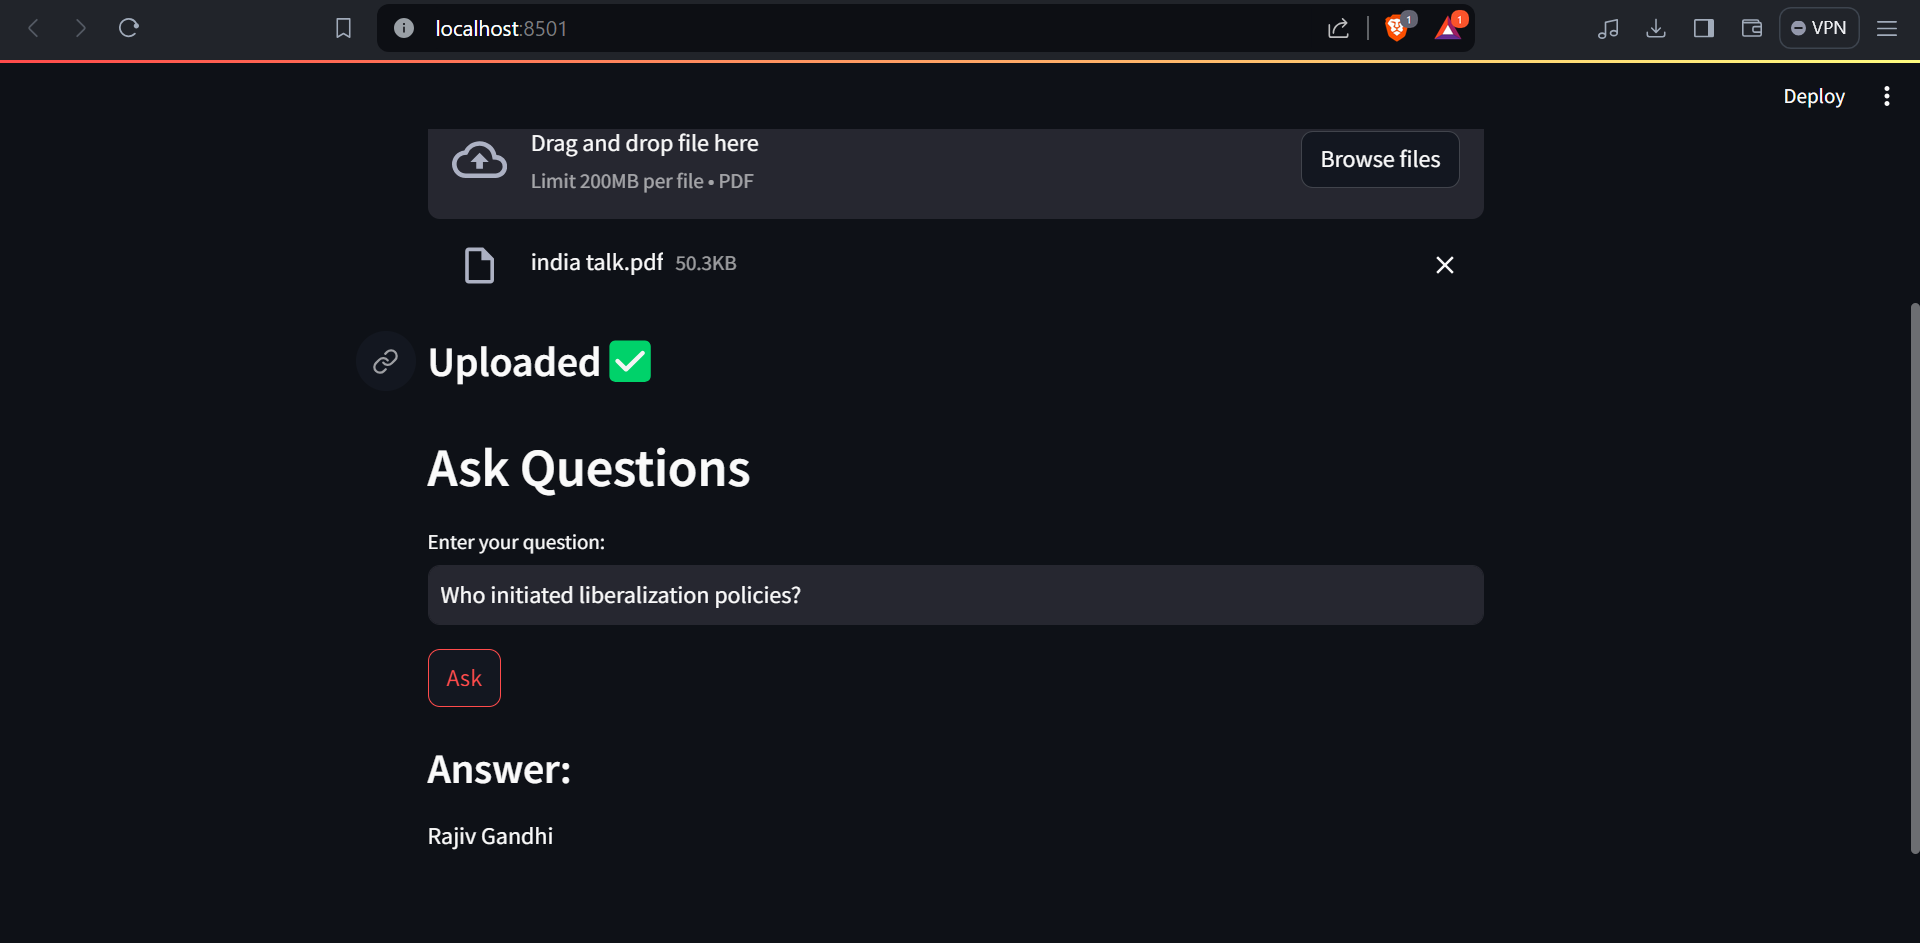 localhost:8501
1
1
VPN
Deploy
Drag and drop file here
Limit 200MB per file • PDF
Browse files
india talk.pdf 50.3KB
Uploaded ✅
Ask Questions
Enter your question:
Who initiated liberalization policies?
Ask
Answer:
Rajiv Gandhi